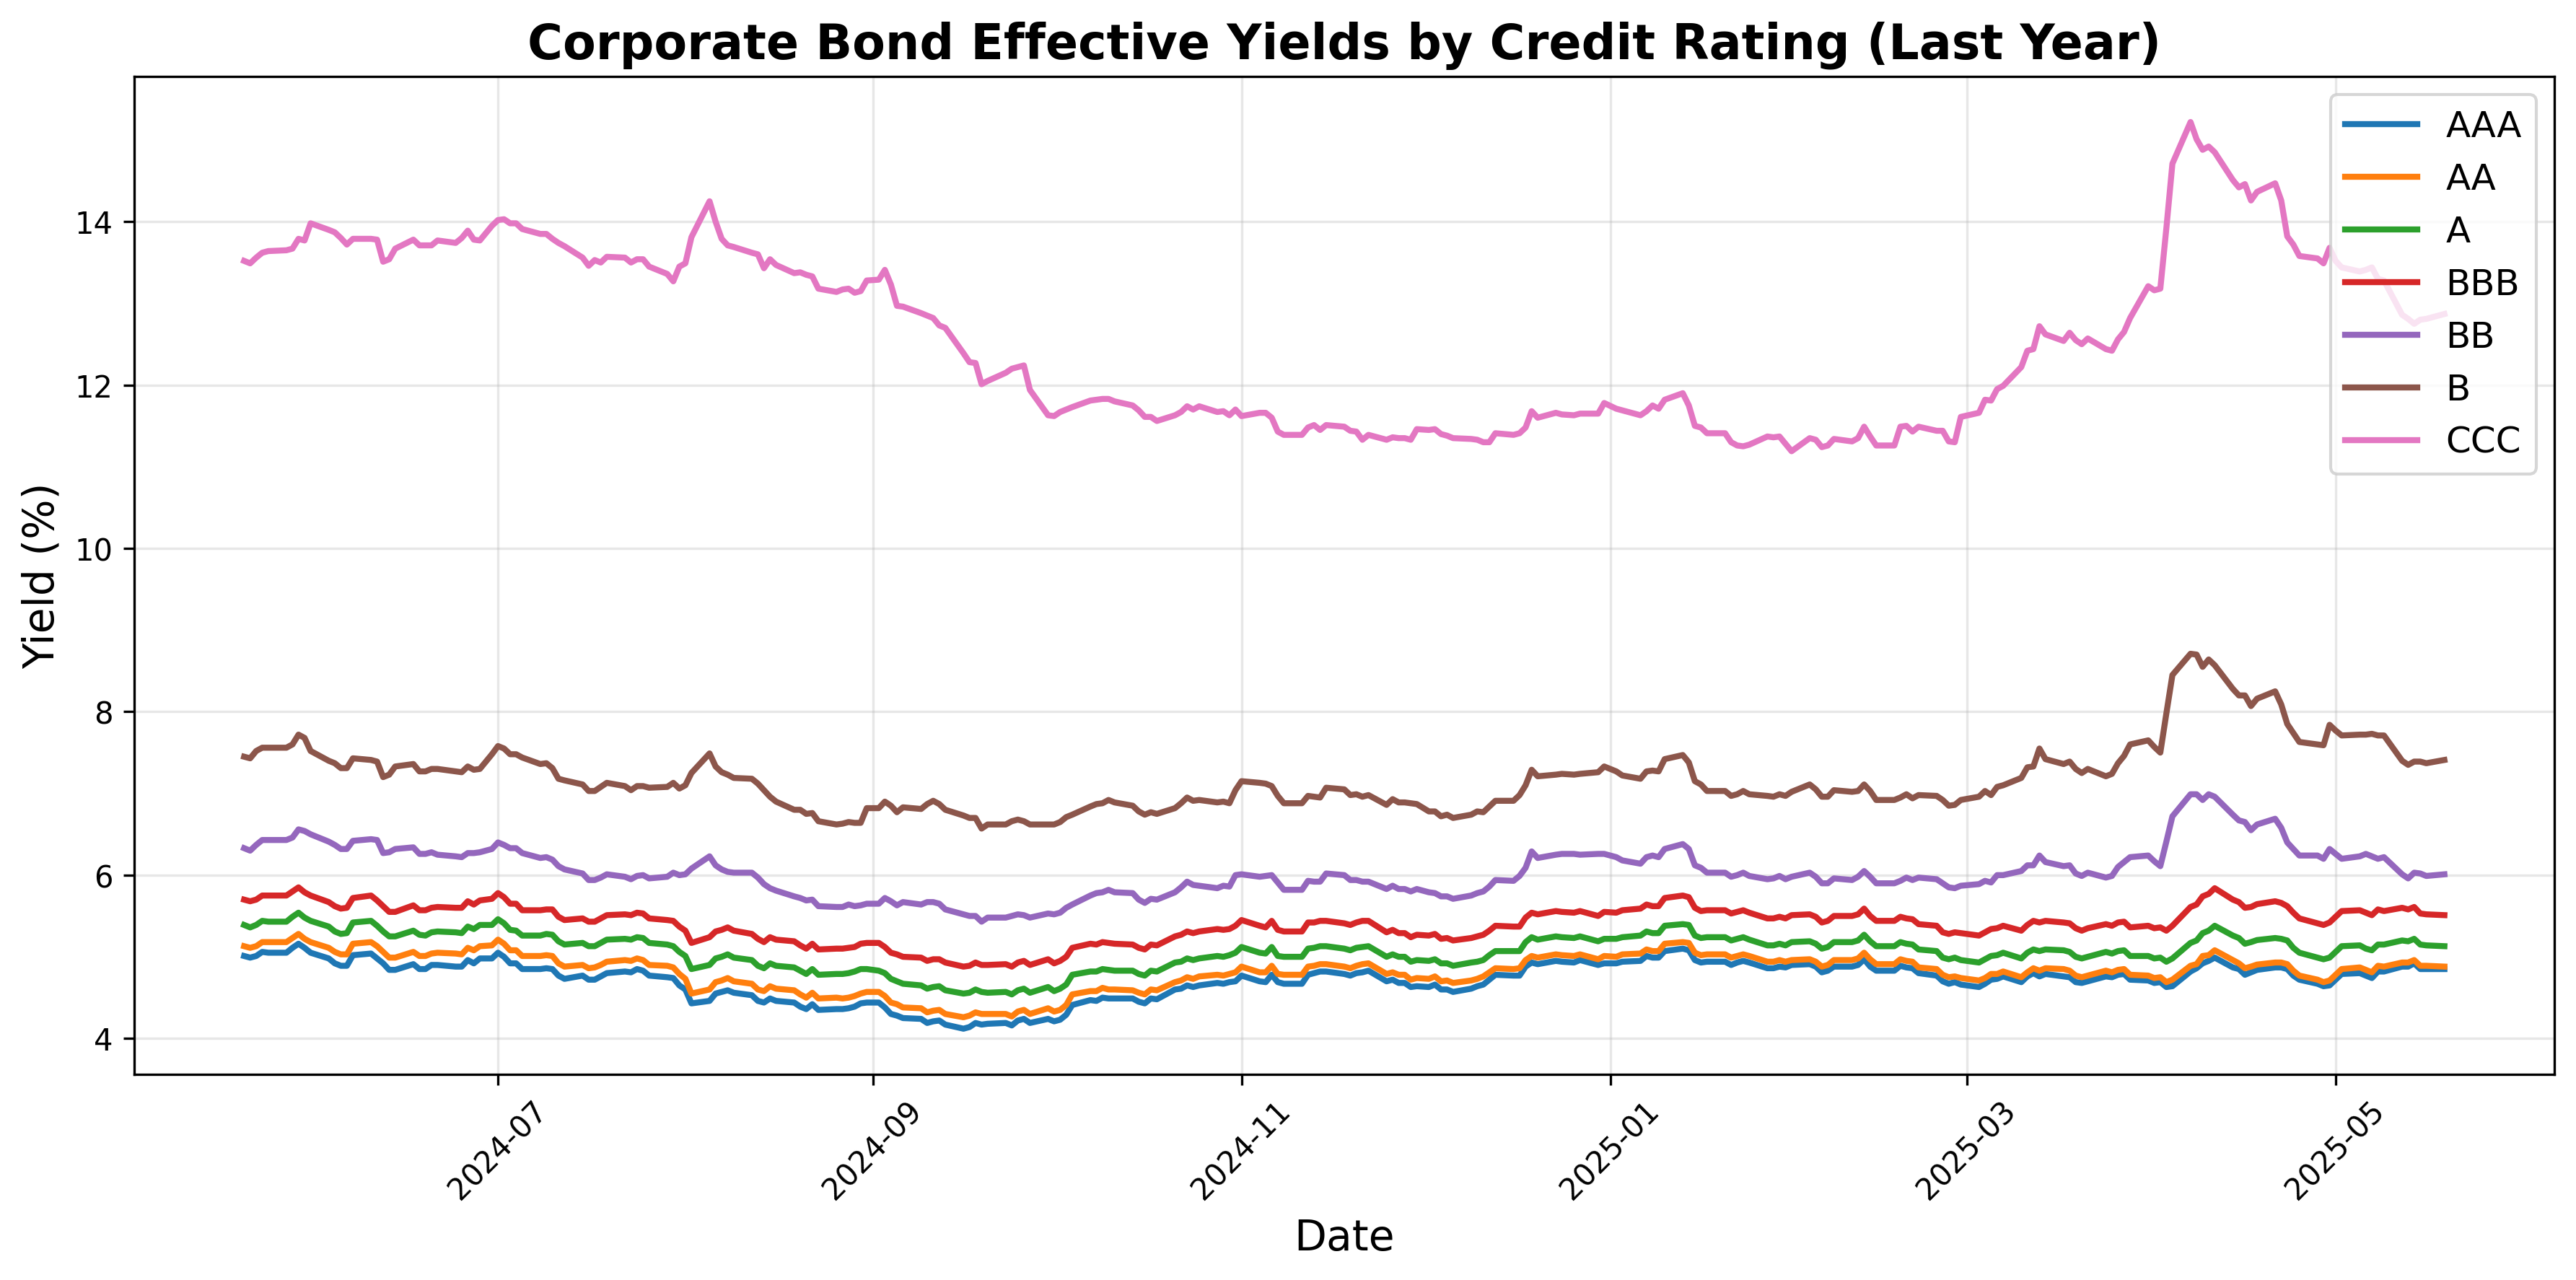 Corporate Bond Effective Yields by Credit Rating (Last Year)
AAA
AA
A
BBB
BB
B
CCC
Yield (%)
14
12
10
8
6
4
2024-07
2024-09
2024-11
2025-01
2025-03
2025-05
Date